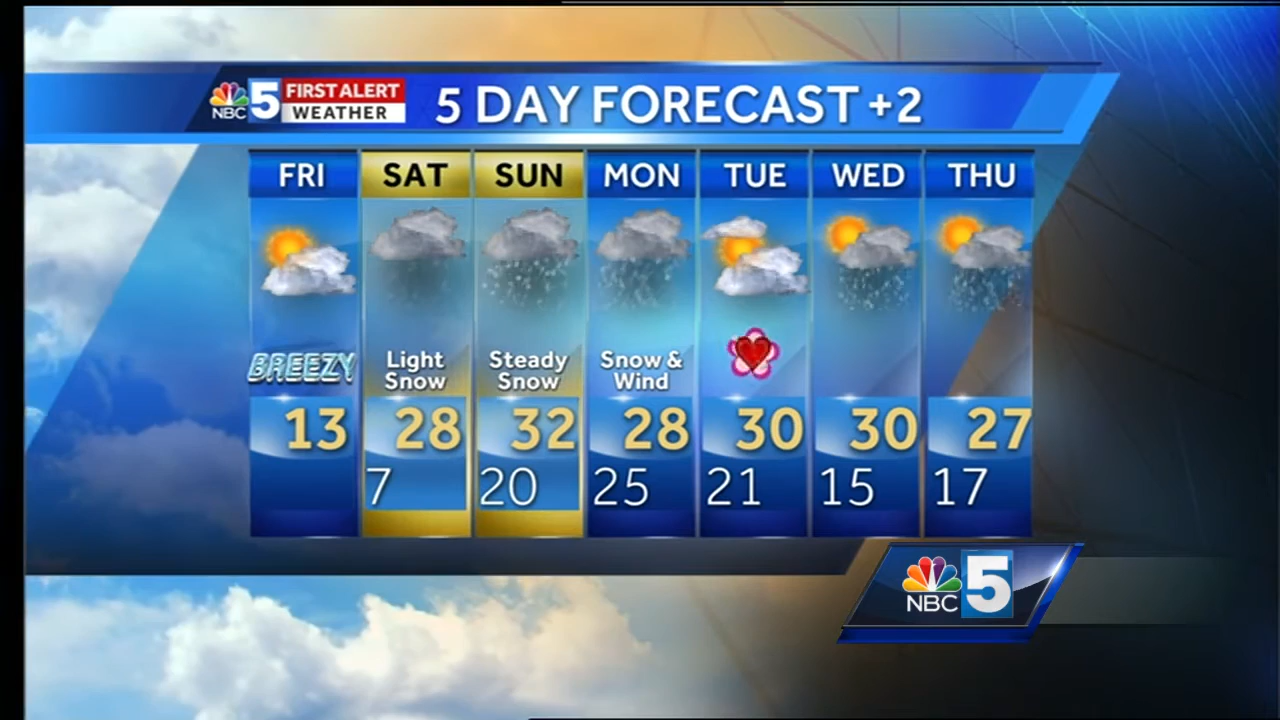 NBC 5 FIRST ALERT
WEATHER
5 DAY FORECAST +2
FRI SAT SUN MON TUE WED THU
BREEZY
Light
Snow
Steady
Snow
Snow &
Wind
13 28 32 28 30 30 27
7 20 25 21 15 17
NBC 5